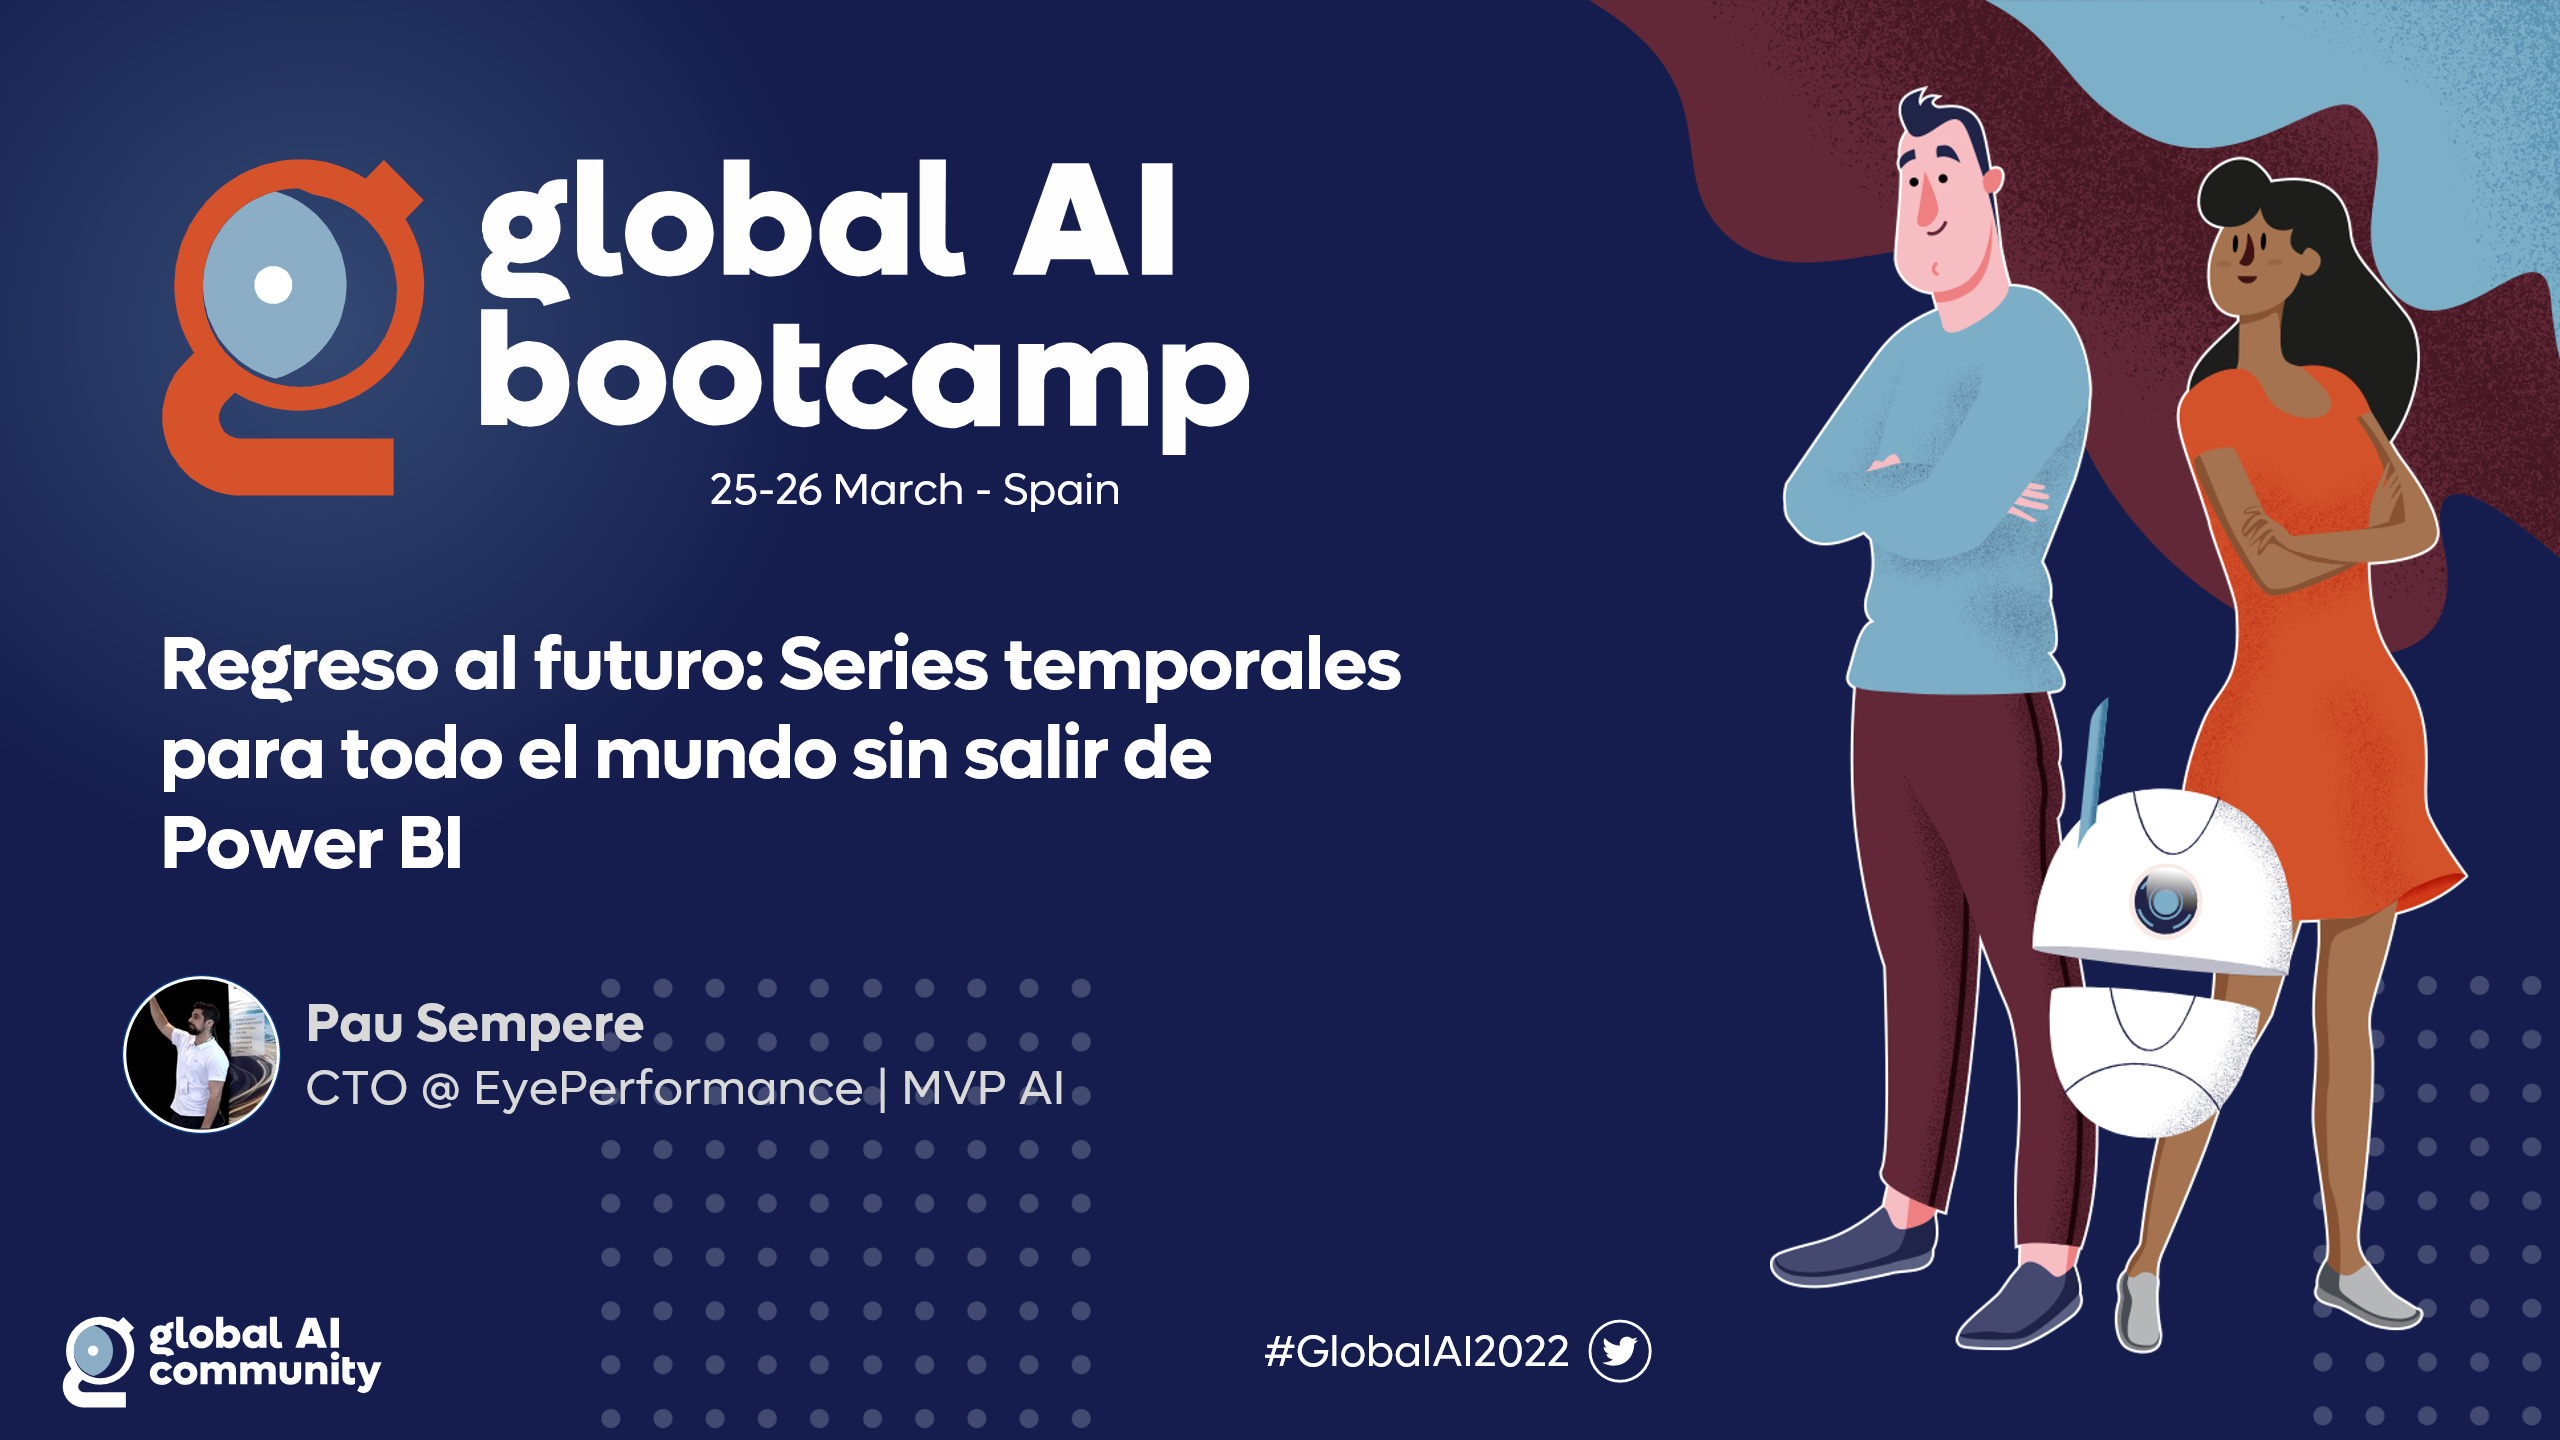 global AI
bootcamp
25-26 March - Spain
Regreso al futuro: Series temporales
para todo el mundo sin salir de
Power BI
Pau Sempere
CTO @ EyePerformance | MVP AI
global AI
community
#GlobalAI2022